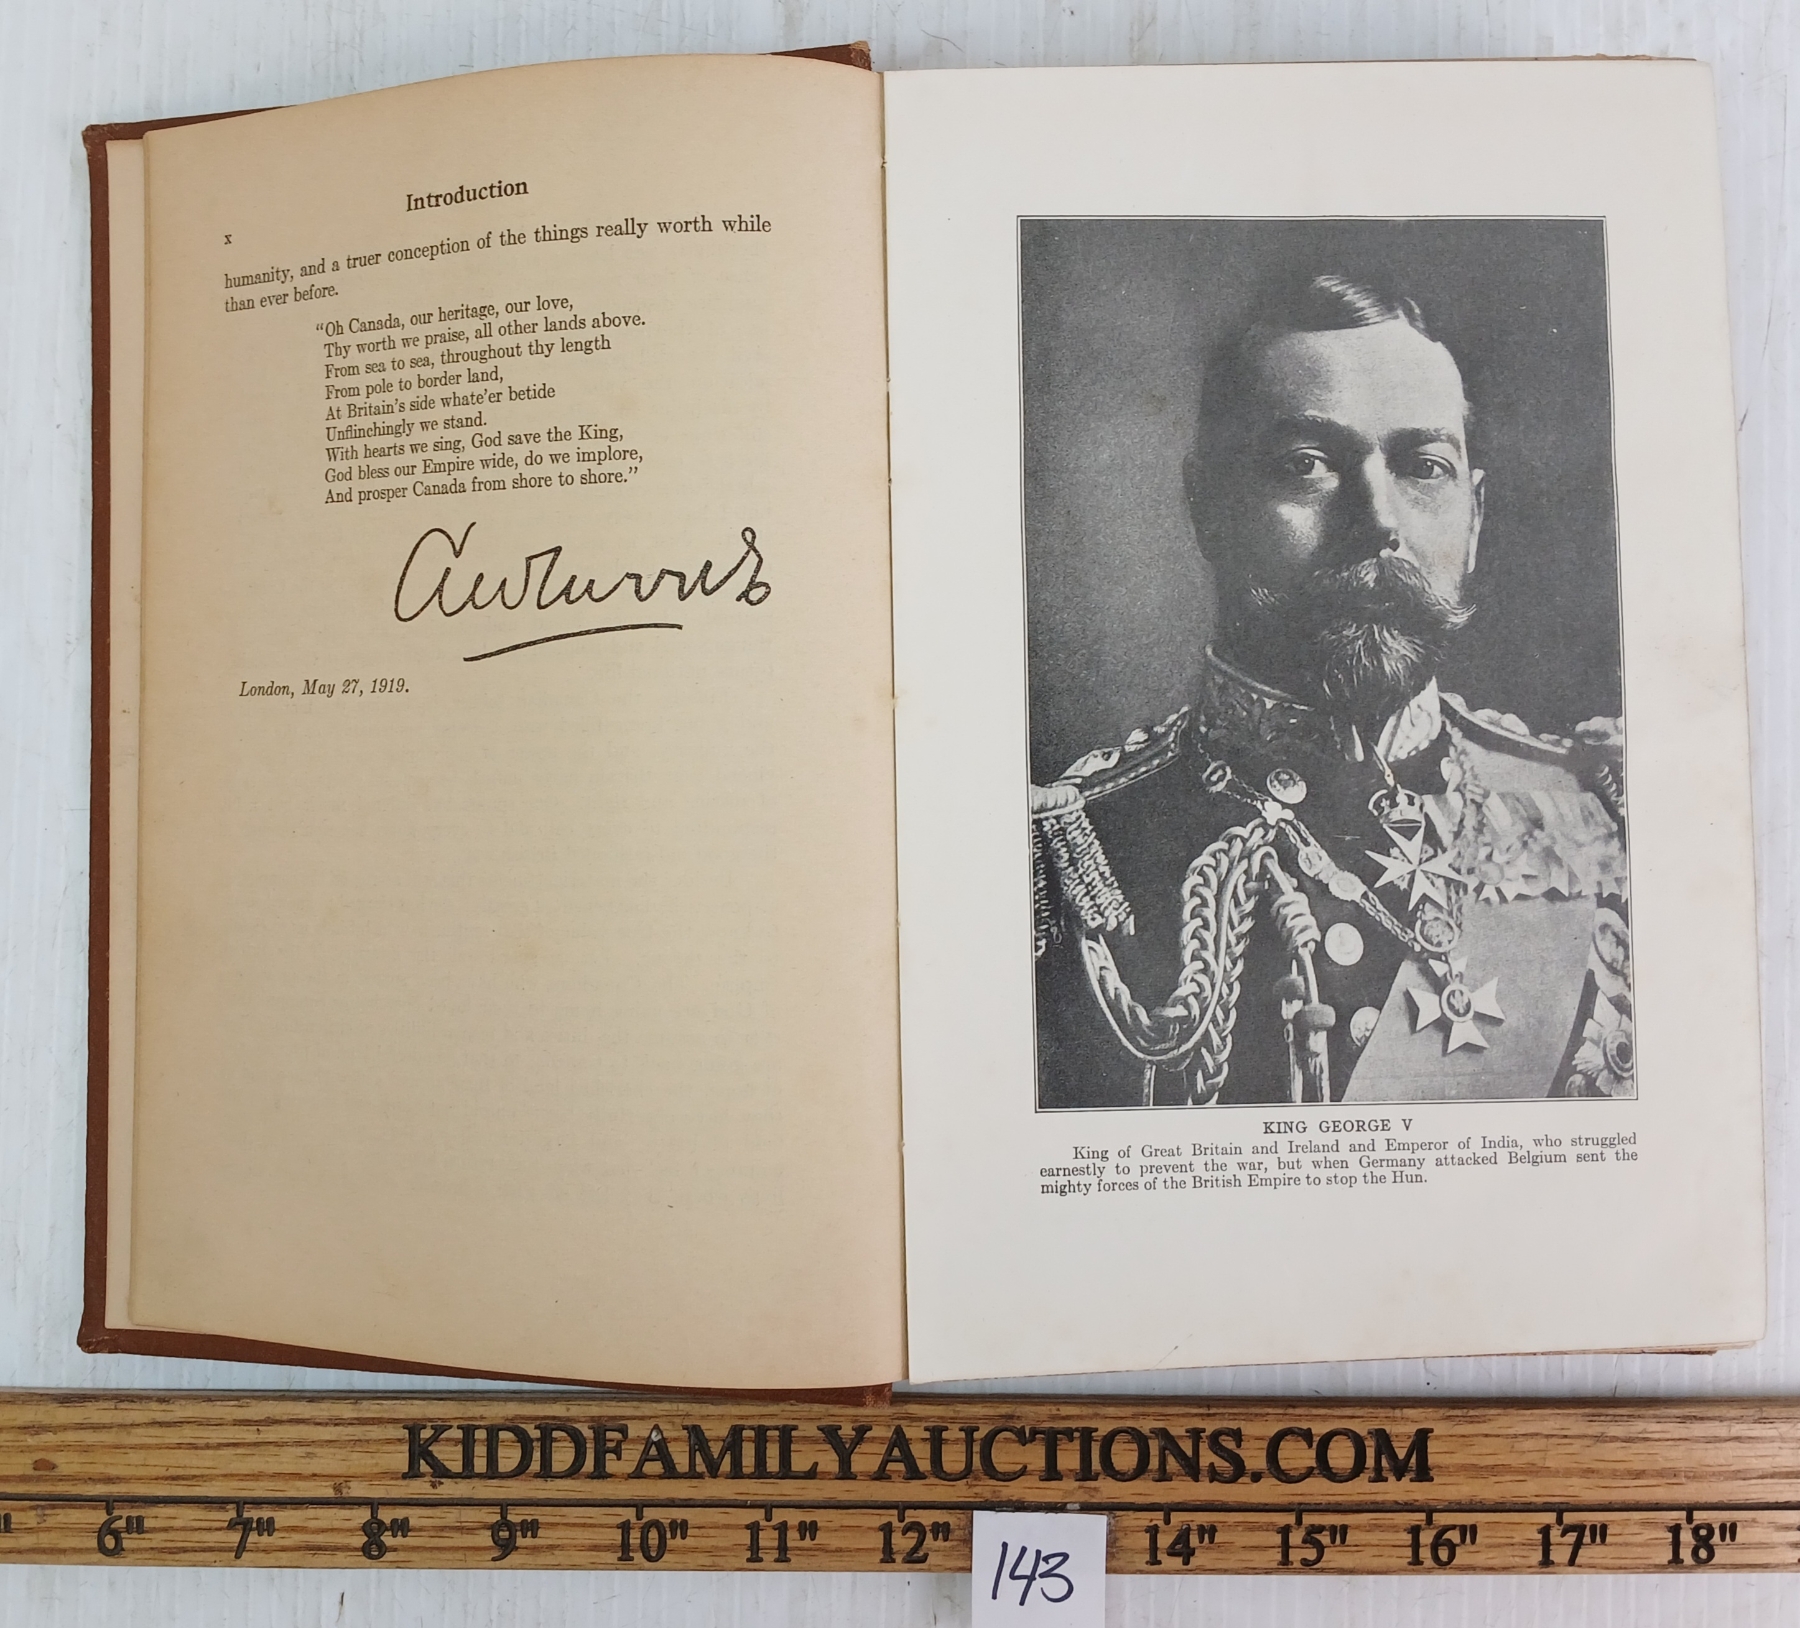 Introduction
x
humanity, and a truer conception of the things really worth while
than ever before.
"Oh Canada, our heritage, our love,
Thy worth we praise, all other lands above.
From sea to sea, throughout thy length
From pole to border land,
At Britain's side whate'er betide
Unflinchingly we stand.
With hearts we sing, God save the King,
God bless our Empire wide, do we implore,
And prosper Canada from shore to shore."
London, May 27, 1919.
KING GEORGE V
King of Great Britain and Ireland and Emperor of India, who struggled
earnestly to prevent the war, but when Germany attacked Belgium sent the
mighty forces of the British Empire to stop the Hun.
KIDDFAMILYAUCTIONS.COM
6" 7" 8" 9" 10" 11" 12" 14" 15" 16" 17" 18"
143